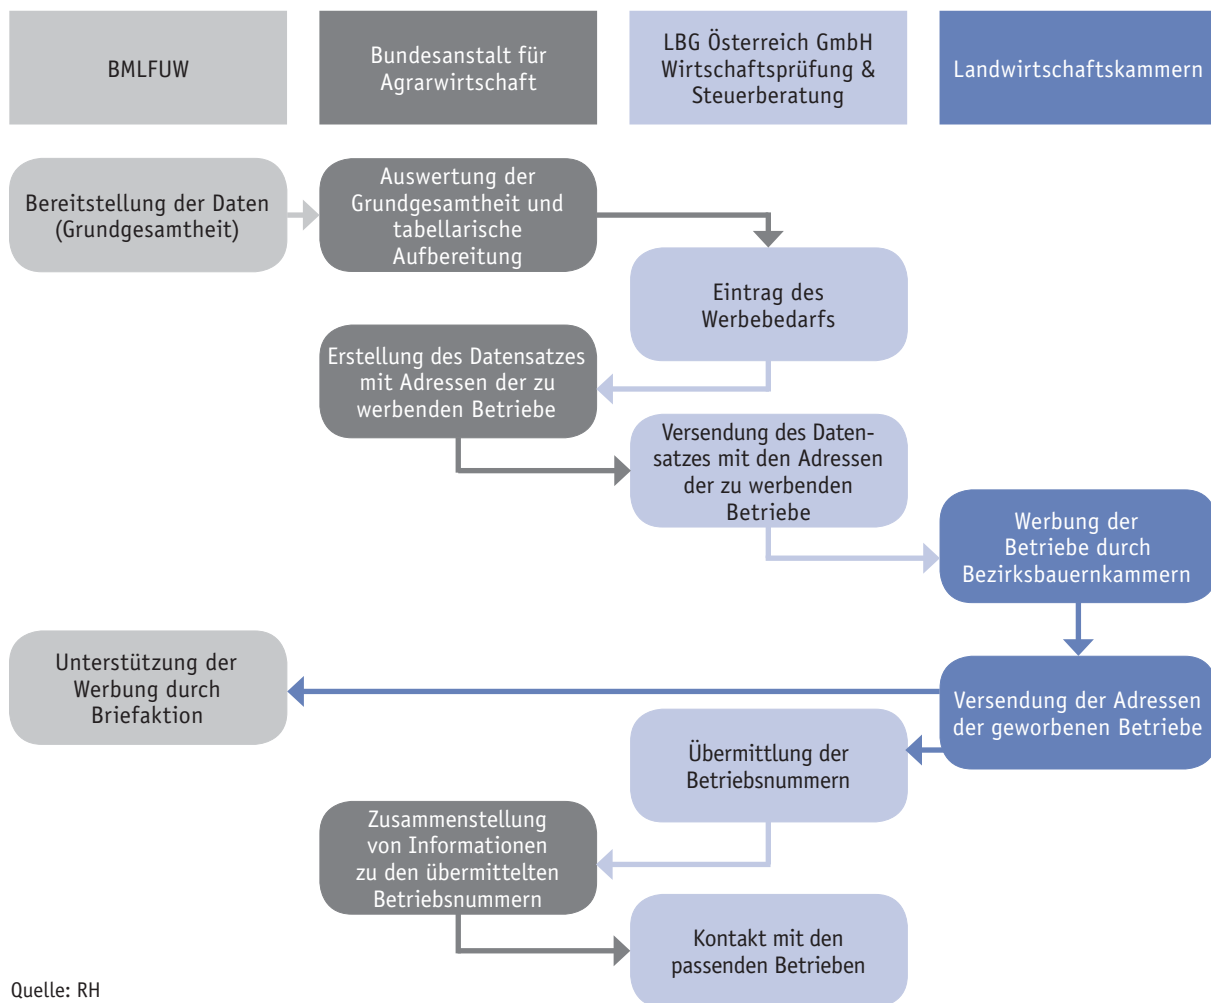 BMLFUW
Bundesanstalt für
Agrarwirtschaft
LBG Österreich GmbH
Wirtschaftsprüfung &
Steuerberatung
Landwirtschaftskammern
Bereitstellung der Daten
(Grundgesamtheit)
Auswertung der
Grundgesamtheit und
tabellarische
Aufbereitung
Eintrag des
Werbebedarfs
Erstellung des Datensatzes
mit Adressen der zu
werbenden Betriebe
Versendung des Daten-
satzes mit den Adressen
der zu werbenden
Betriebe
Werbung der
Betriebe durch
Bezirksbauernkammern
Unterstützung der
Werbung durch
Briefaktion
Versendung der Adressen
der geworbenen Betriebe
Übermittlung der
Betriebsnummern
Zusammenstellung
von Informationen
zu den übermittelten
Betriebsnummern
Kontakt mit den
passenden Betrieben
Quelle: RH